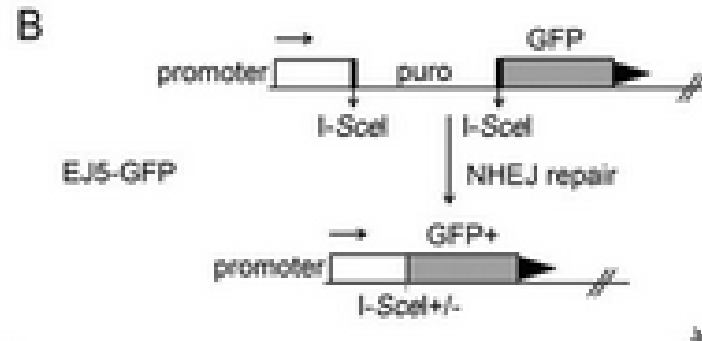 B
GFP
promoter puro
I-SceI I-SceI
EJ5-GFP NHEJ repair
GFP+
promoter
I-SceI+/-